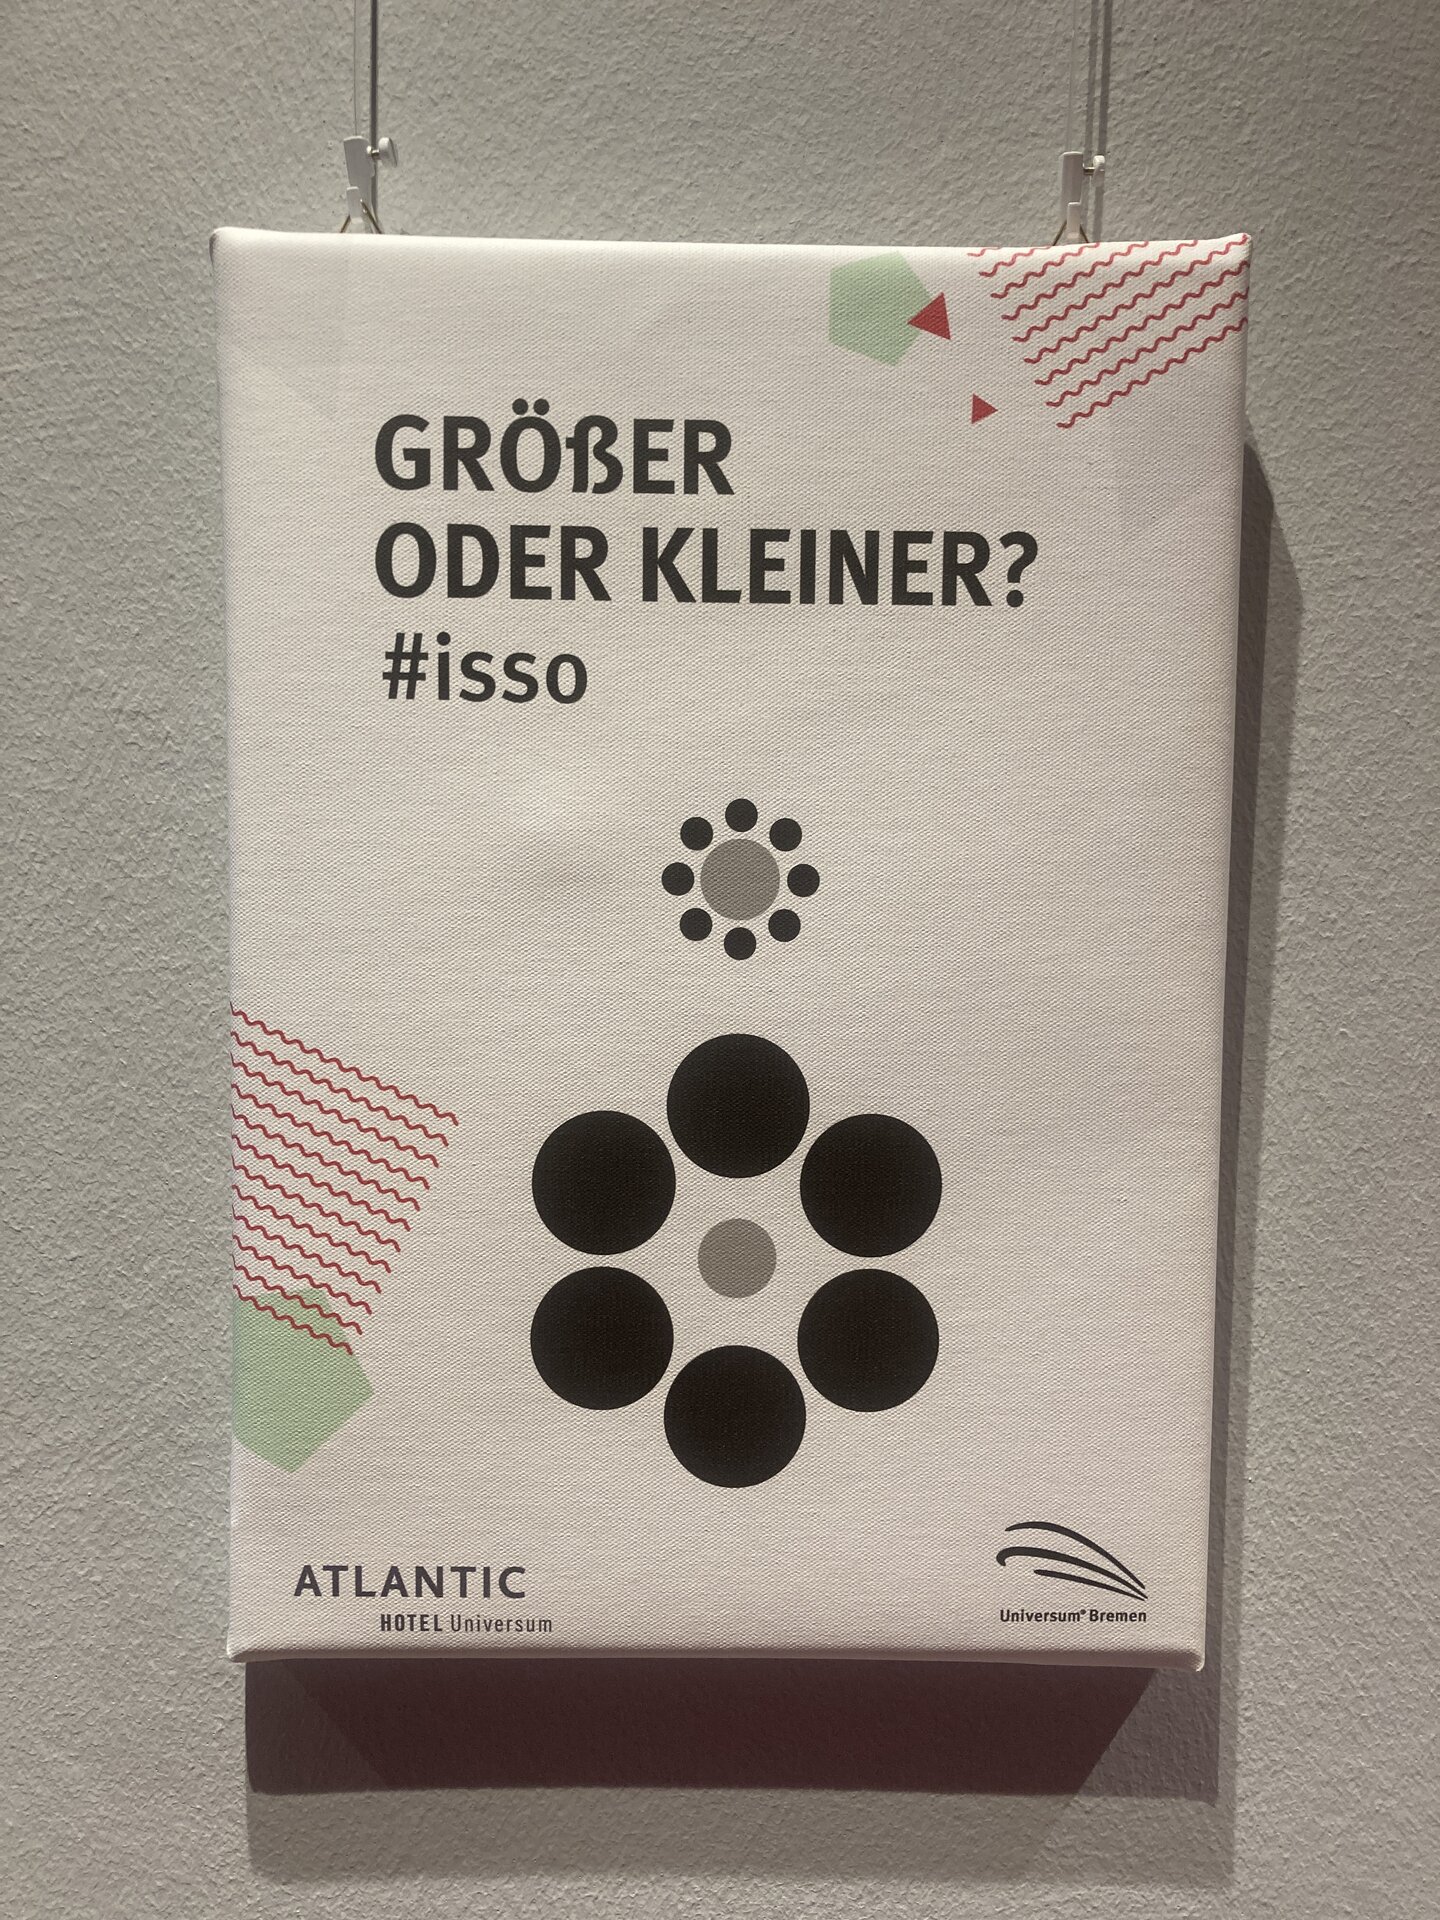 GRÖßER
ODER KLEINER?
#isso
ATLANTIC
HOTEL Universum
Universum® Bremen